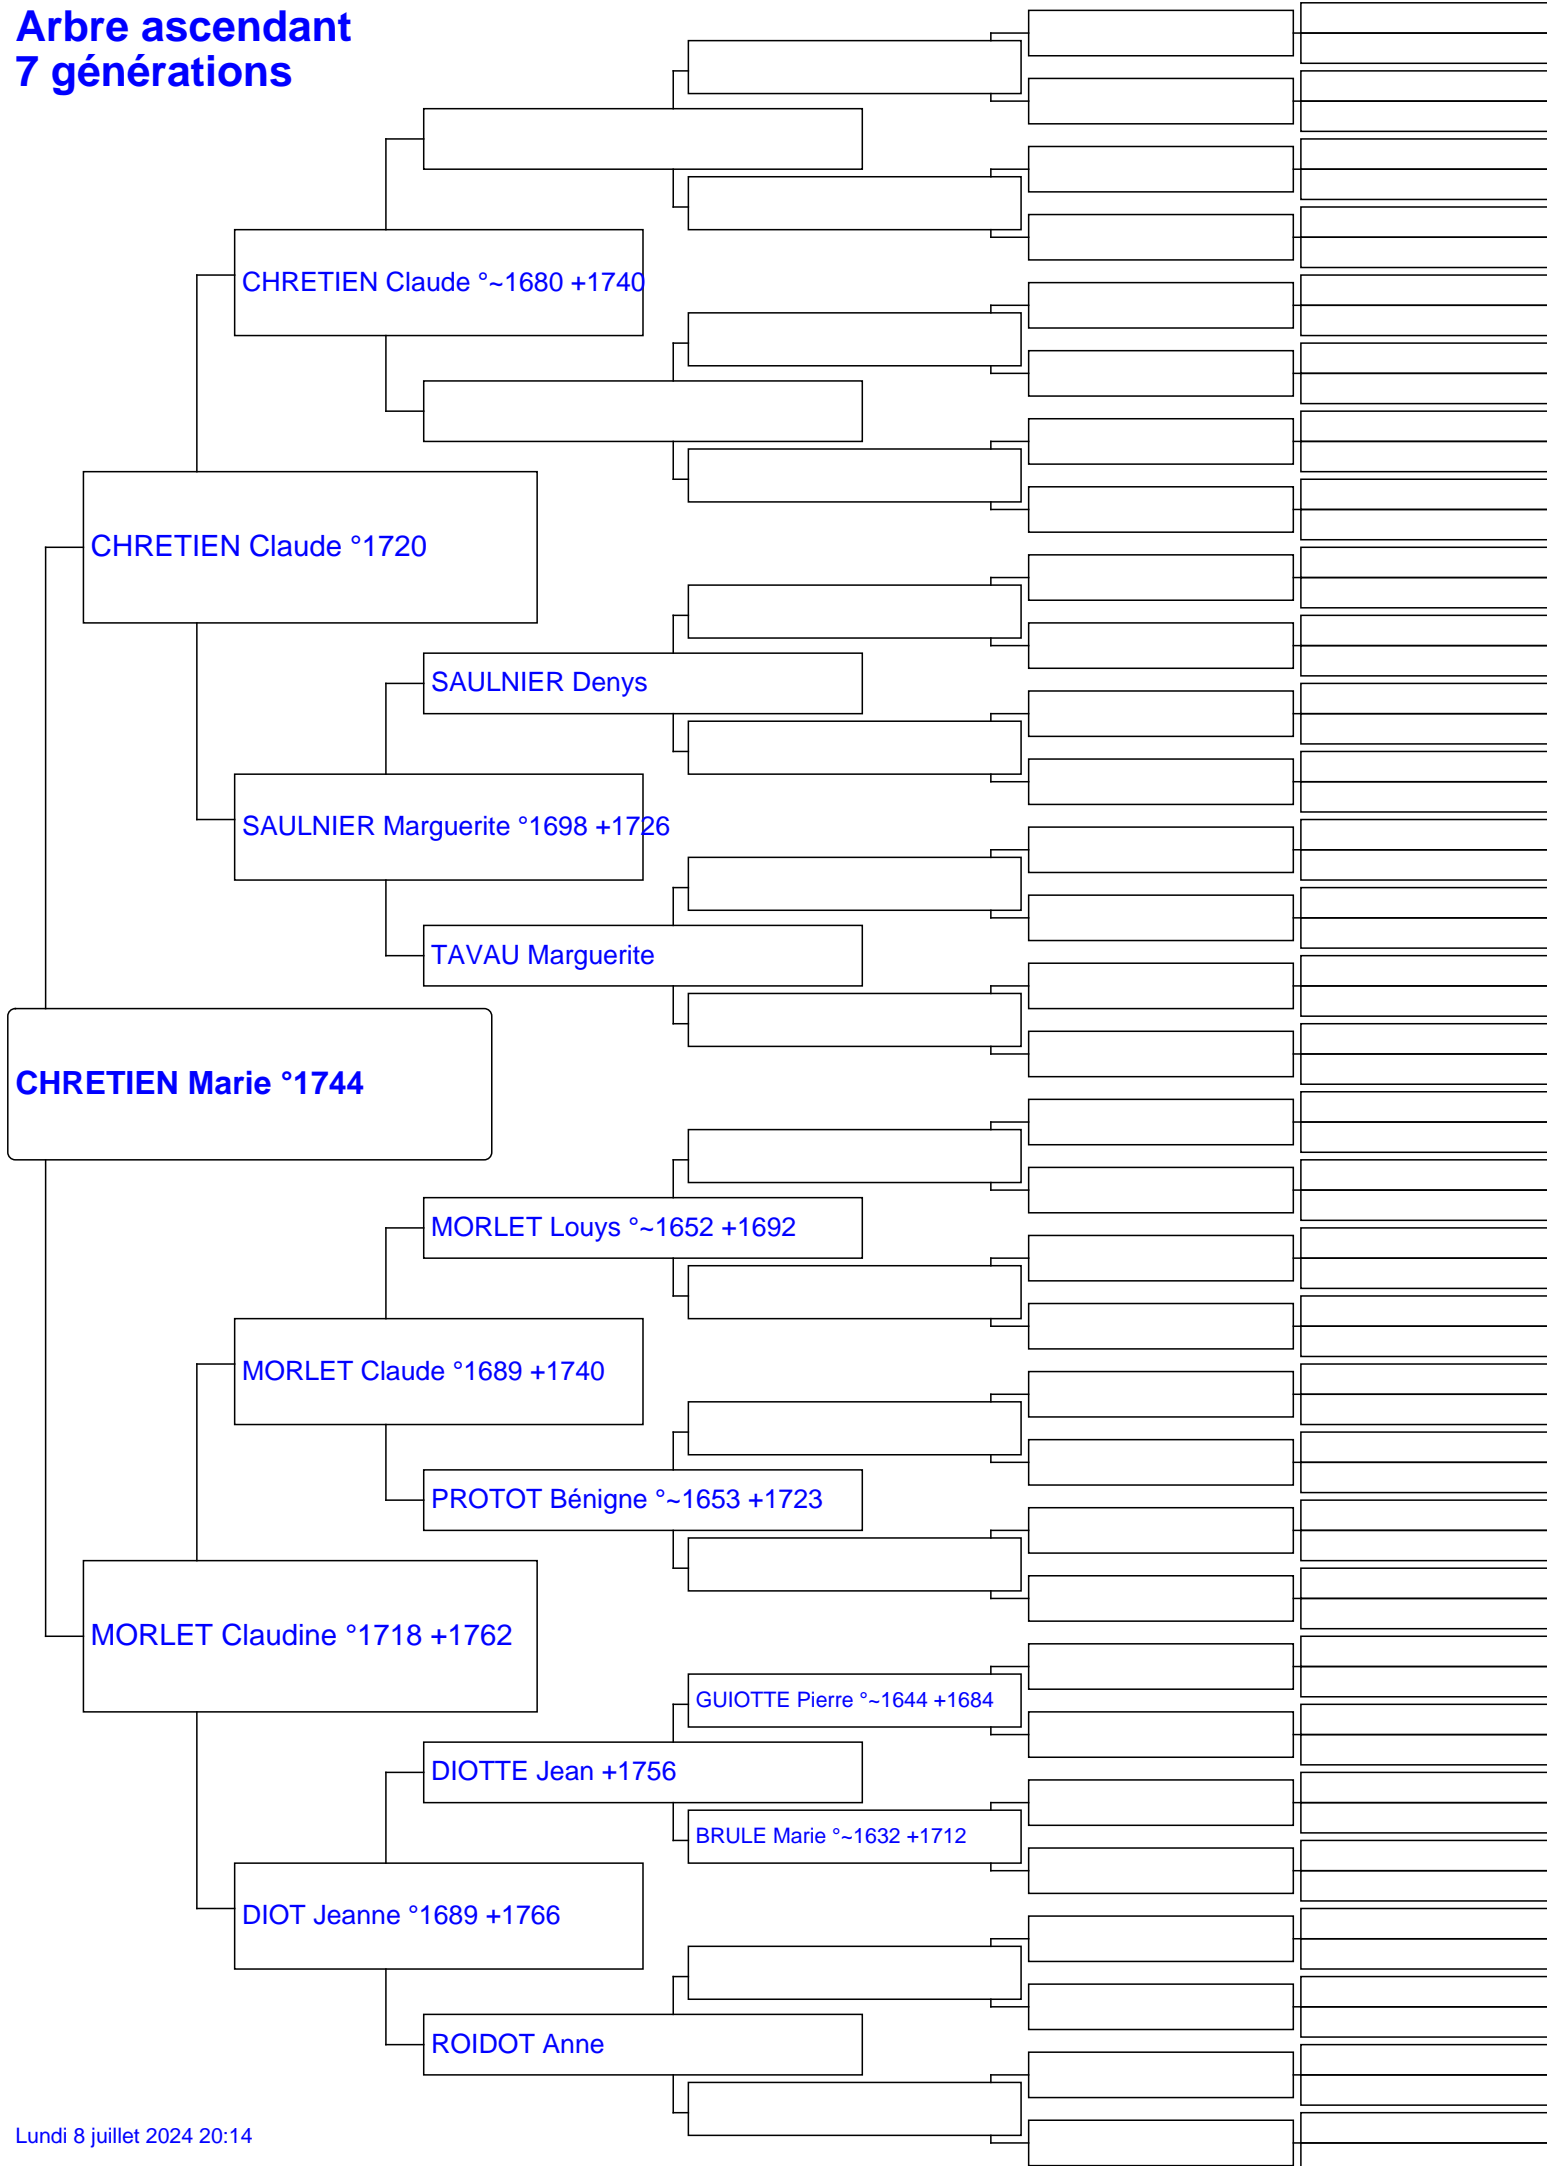 Arbre ascendant
7 générations
CHRETIEN Claude °~1680 +1740
CHRETIEN Claude °1720
SAULNIER Denys
SAULNIER Marguerite °1698 +1726
TAVAU Marguerite
CHRETIEN Marie °1744
MORLET Louys °~1652 +1692
MORLET Claude °1689 +1740
PROTOT Bénigne °~1653 +1723
MORLET Claudine °1718 +1762
GUIOTTE Pierre °~1644 +1684
DIOTTE Jean +1756
BRULE Marie °~1632 +1712
DIOT Jeanne °1689 +1766
ROIDOT Anne
Lundi 8 juillet 2024 20:14